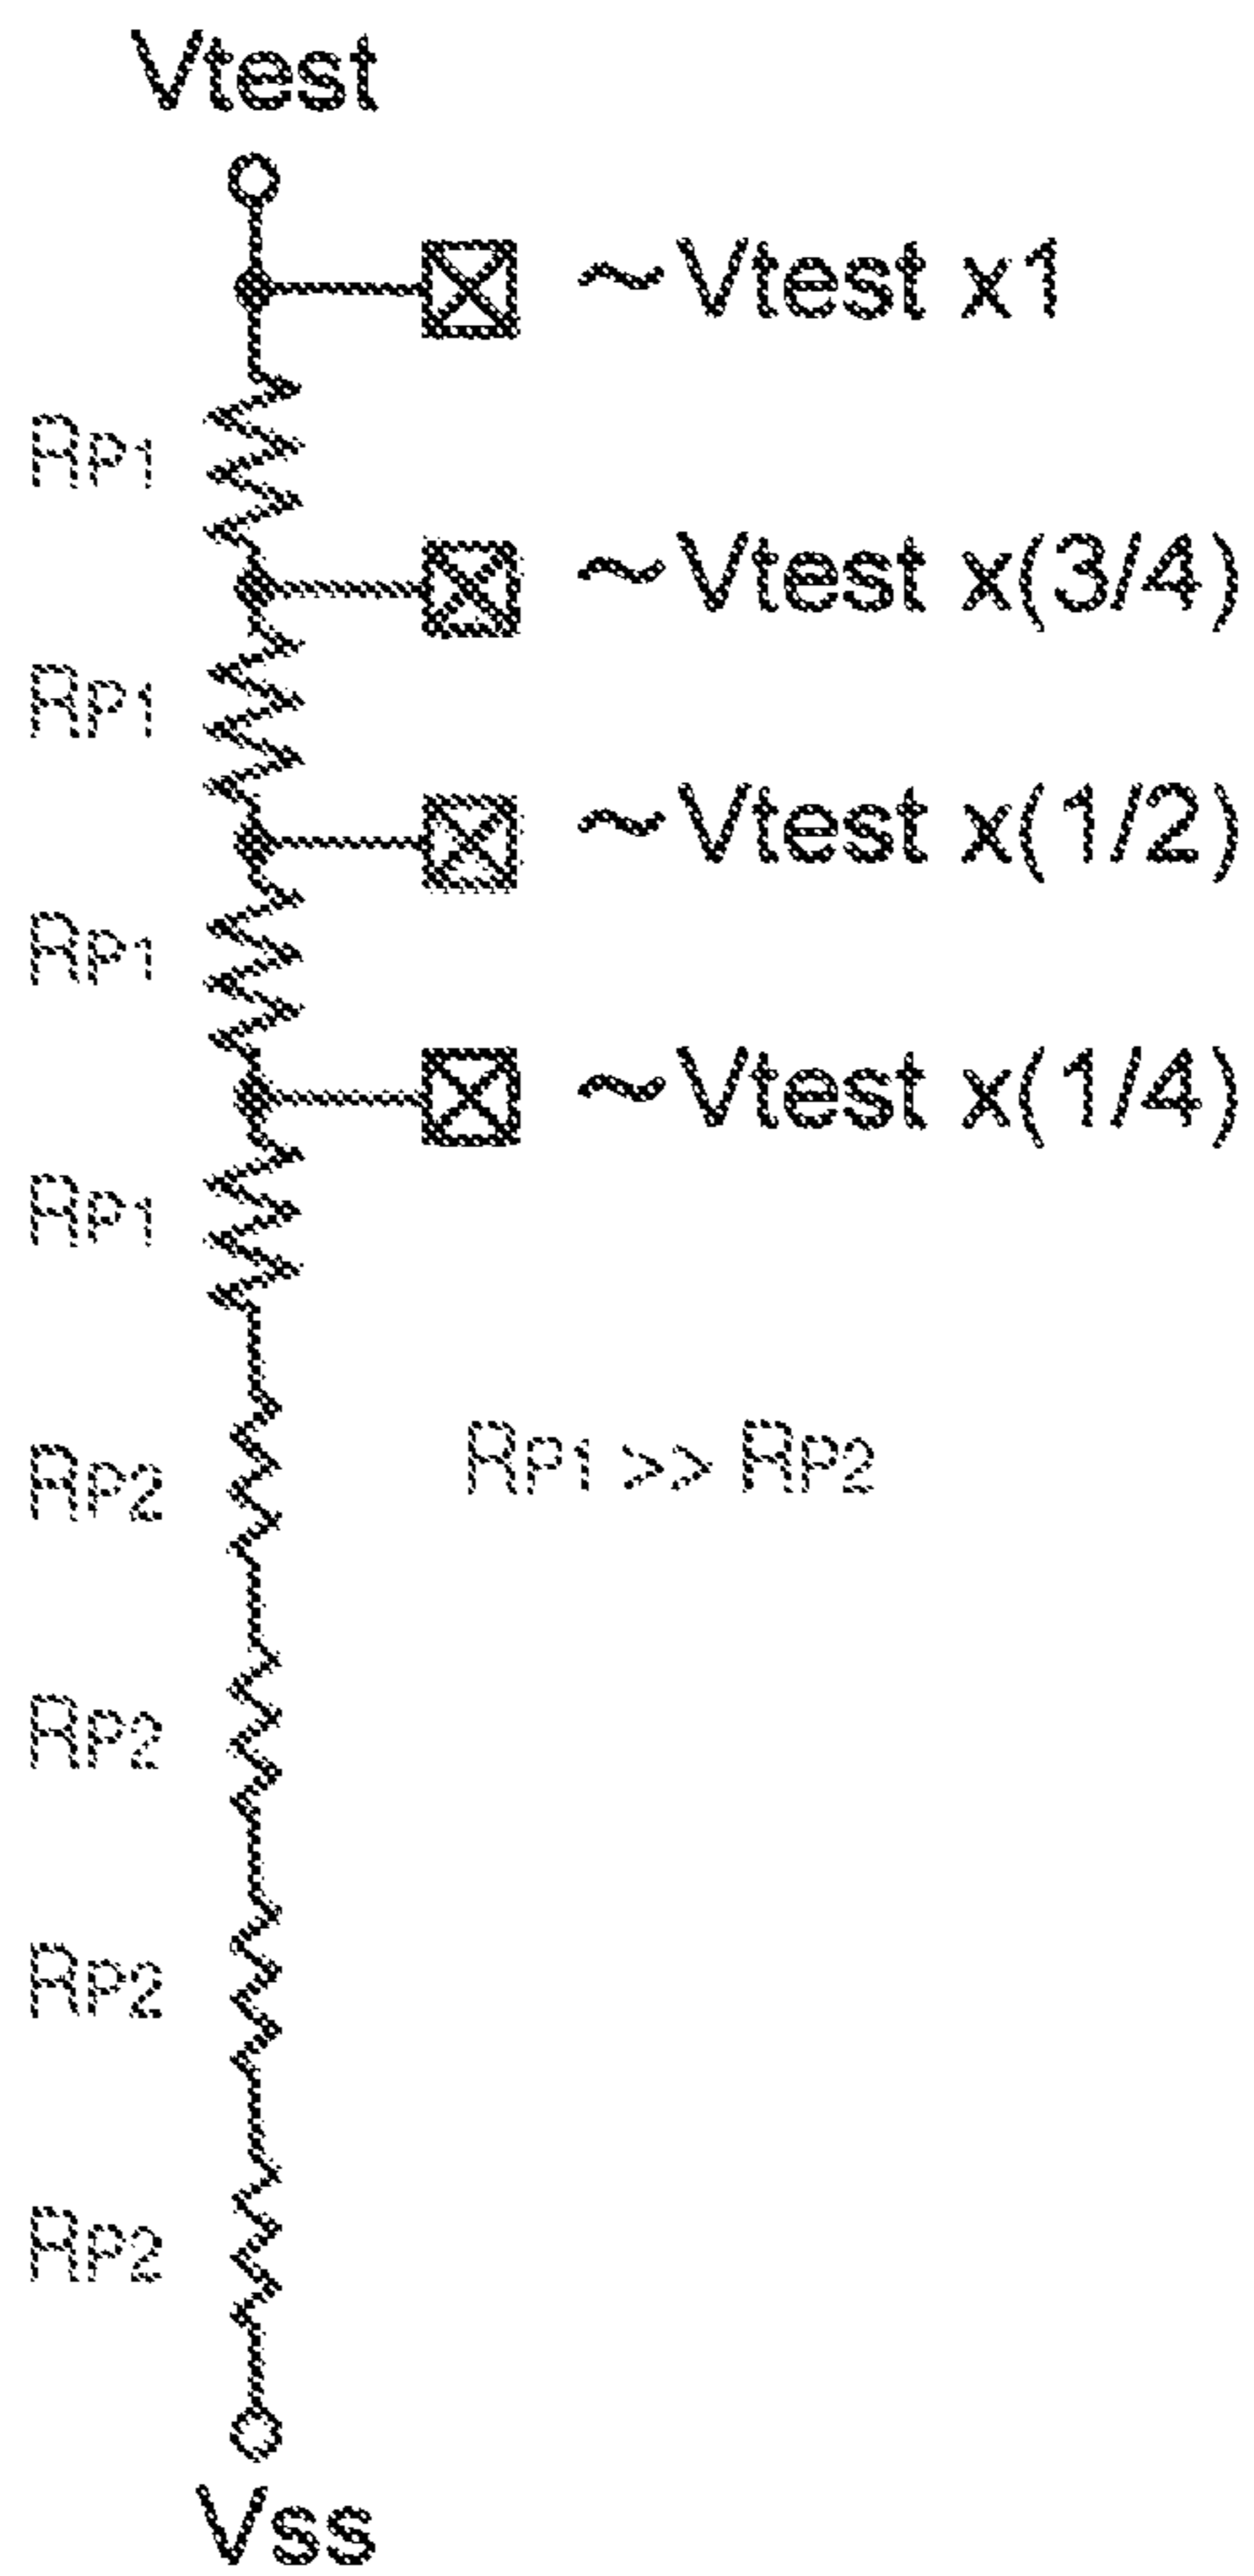 Vtest
~Vtest x1
RP1
~Vtest x(3/4)
RP1
~Vtest x(1/2)
RP1
~Vtest x(1/4)
RP1
RP2
RP1 >> RP2
RP2
RP2
RP2
Vss